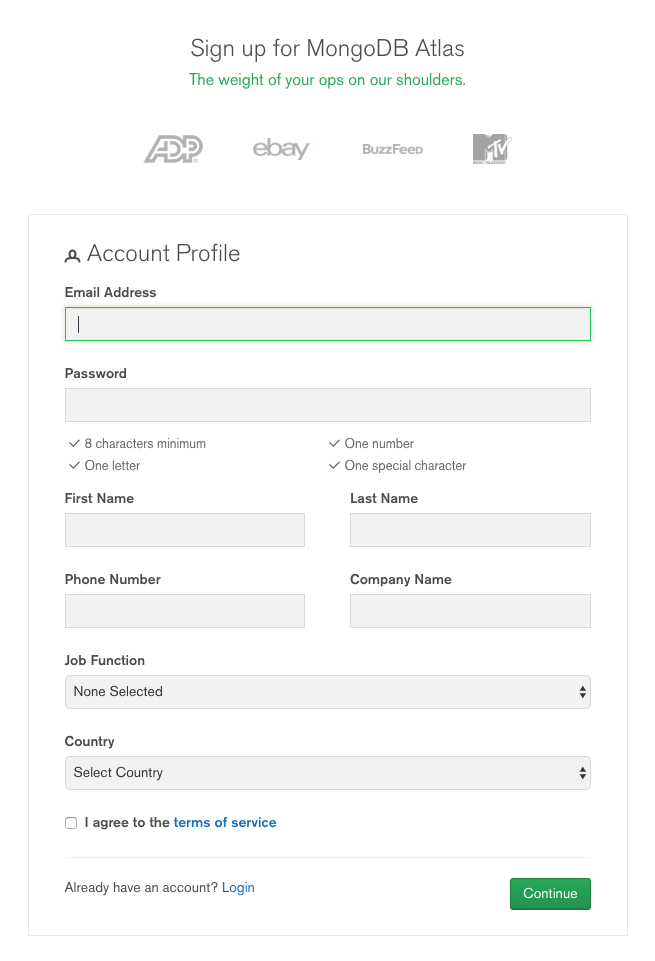 Sign up for MongoDB Atlas
The weight of your ops on our shoulders.
ADP ebay BuzzFeed MTV
Account Profile
Email Address
Password
8 characters minimum
One number
One letter
One special character
First Name
Last Name
Phone Number
Company Name
Job Function
None Selected
Country
Select Country
I agree to the terms of service
Already have an account? Login
Continue